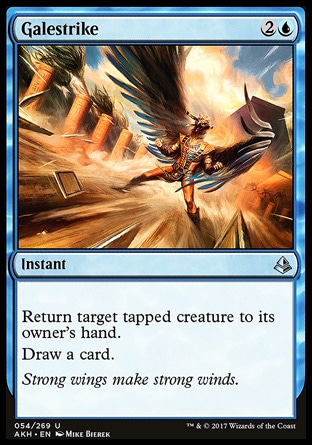 Galestrike 2
Instant
Return target tapped creature to its
owner's hand.
Draw a card.
Strong wings make strong winds.
054/269 U
AKH • EN Mike Bierek
™ & © 2017 Wizards of the Coast